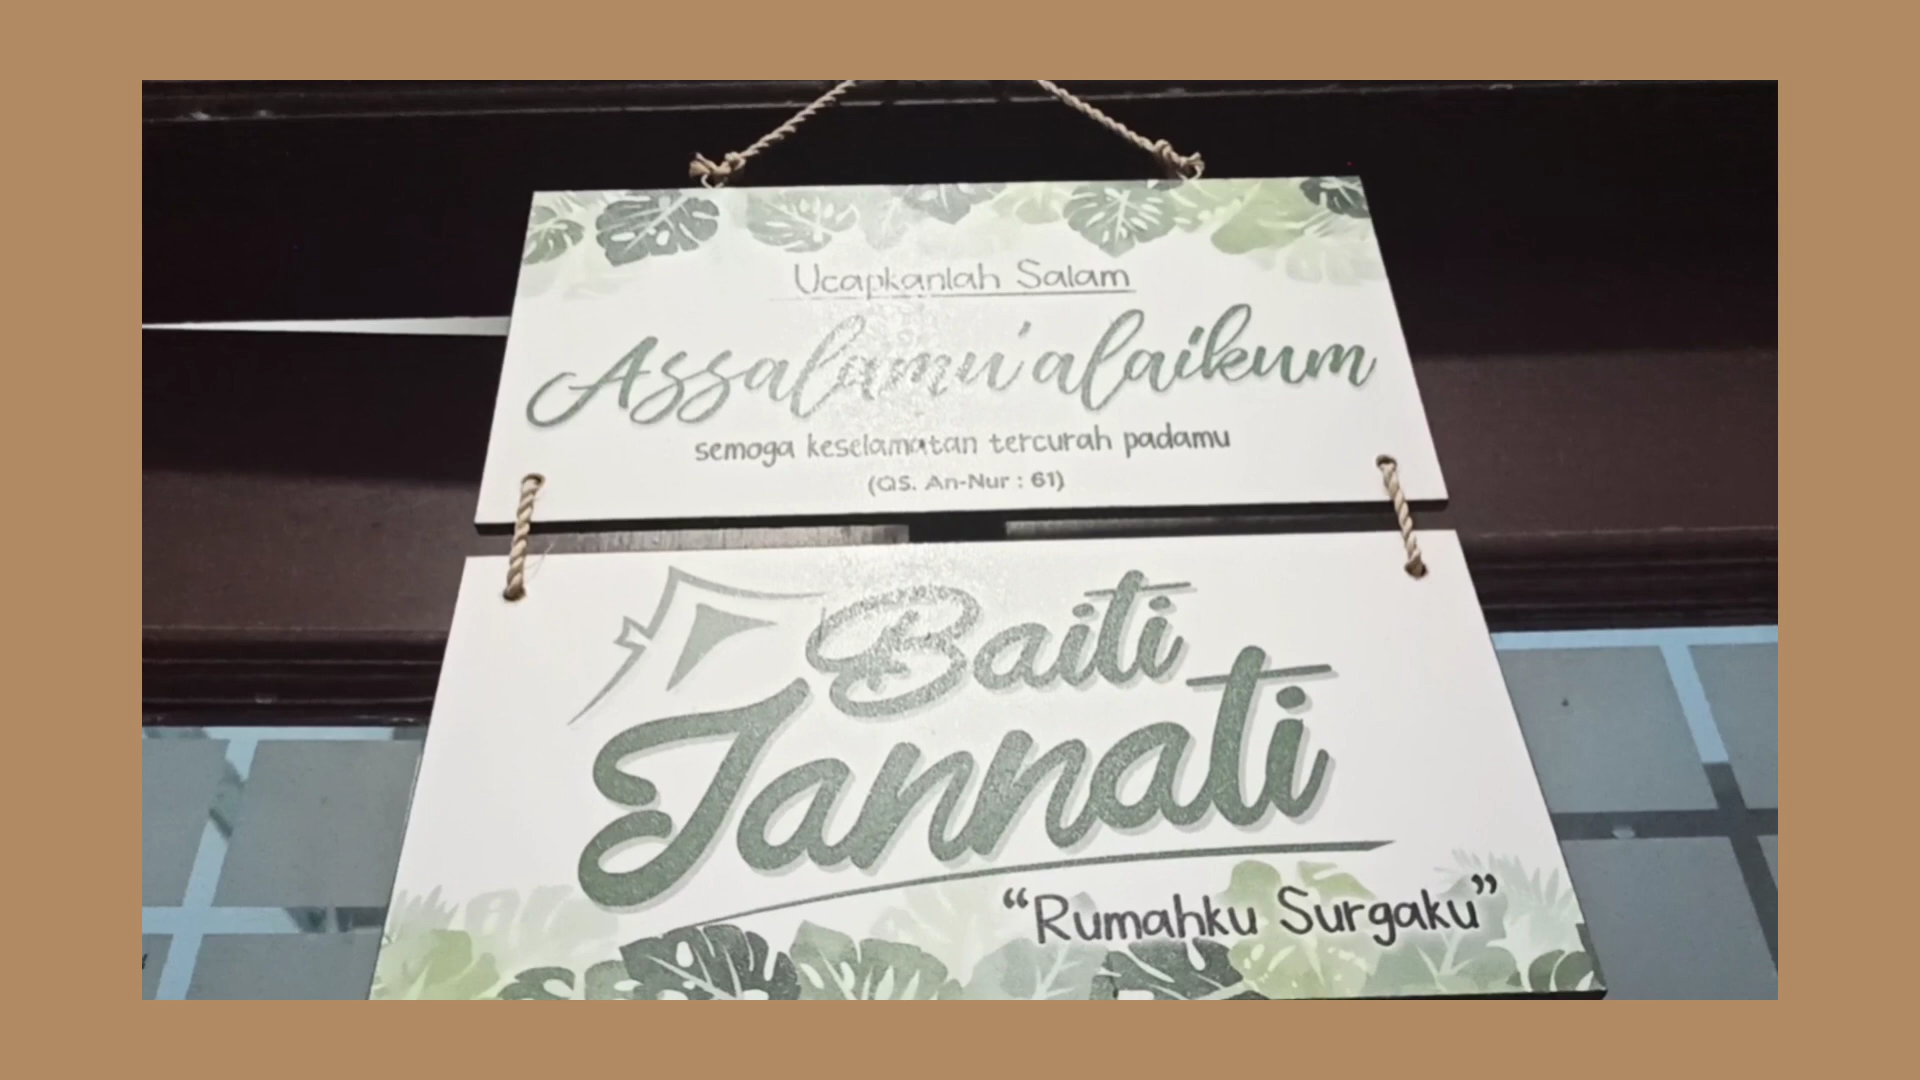 Ucapkanlah Salam
Assalamu'alaikum
semoga keselamatan tercurah padamu
(QS. An-Nur : 61)
Baiti
Jannati
“Rumahku Surgaku”